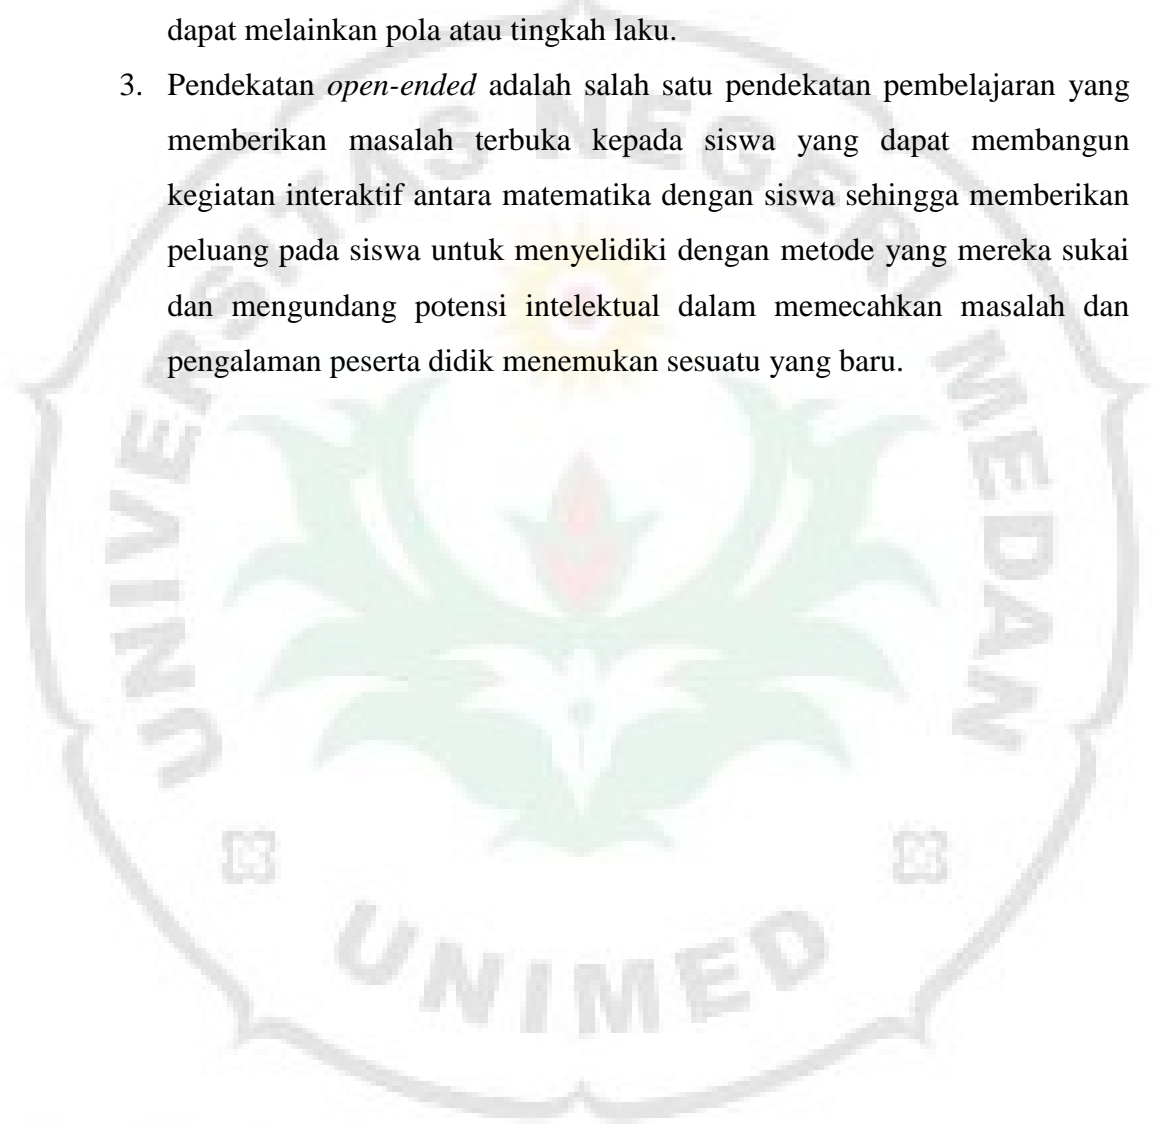 dapat melainkan pola atau tingkah laku.
3. Pendekatan open-ended adalah salah satu pendekatan pembelajaran yang
memberikan masalah terbuka kepada siswa yang dapat membangun
kegiatan interaktif antara matematika dengan siswa sehingga memberikan
peluang pada siswa untuk menyelidiki dengan metode yang mereka sukai
dan mengundang potensi intelektual dalam memecahkan masalah dan
pengalaman peserta didik menemukan sesuatu yang baru.
UNIVERSITAS NEGERI MEDAN
UNIMED